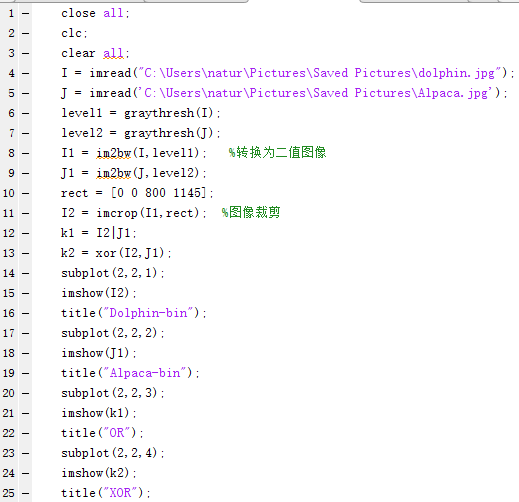 1 – close all;
2 – clc;
3 – clear all;
4 – I = imread("C:\Users\natur\Pictures\Saved Pictures\dolphin.jpg");
5 – J = imread('C:\Users\natur\Pictures\Saved Pictures\Alpaca.jpg');
6 – level1 = graythresh(I);
7 – level2 = graythresh(J);
8 – I1 = im2bw(I,level1); %转换为二值图像
9 – J1 = im2bw(J,level2);
10 – rect = [0 0 800 1145];
11 – I2 = imcrop(I1,rect); %图像裁剪
12 – k1 = I2|J1;
13 – k2 = xor(I2,J1);
14 – subplot(2,2,1);
15 – imshow(I2);
16 – title("Dolphin-bin");
17 – subplot(2,2,2);
18 – imshow(J1);
19 – title("Alpaca-bin");
20 – subplot(2,2,3);
21 – imshow(k1);
22 – title("OR");
23 – subplot(2,2,4);
24 – imshow(k2);
25 – title("XOR");